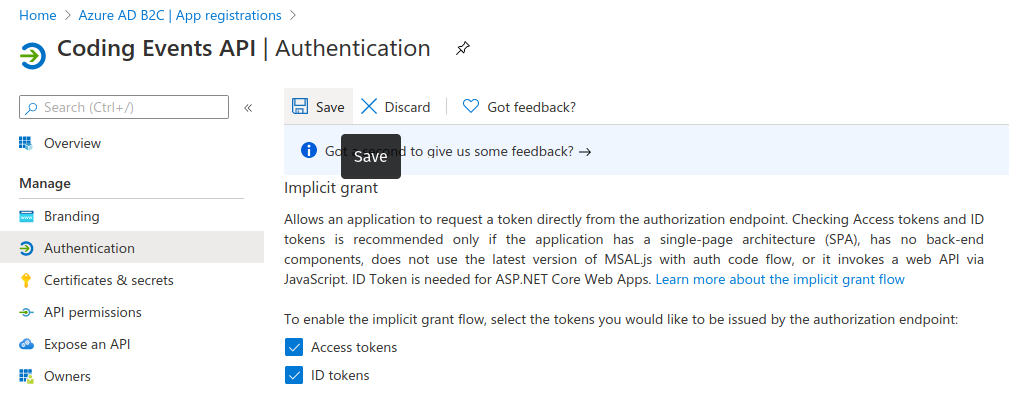 Home > Azure AD B2C | App registrations >
Coding Events API | Authentication
Search (Ctrl+/)
«
Save
Discard
Got feedback?
Overview
Got second to give us some feedback? →
Save
Manage
Implicit grant
Branding
Authentication
Certificates & secrets
API permissions
Expose an API
Owners
Allows an application to request a token directly from the authorization endpoint. Checking Access tokens and ID
tokens is recommended only if the application has a single-page architecture (SPA), has no back-end
components, does not use the latest version of MSAL.js with auth code flow, or it invokes a web API via
JavaScript. ID Token is needed for ASP.NET Core Web Apps. Learn more about the implicit grant flow
To enable the implicit grant flow, select the tokens you would like to be issued by the authorization endpoint:
Access tokens
ID tokens